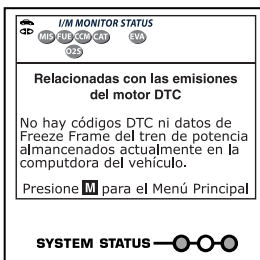 I/M MONITOR STATUS
MIS FUE CCM CAT EVA
O2S
Relacionadas con las emisiones
del motor DTC
No hay códigos DTC ni datos de
Freeze Frame del tren de potencia
almancenados actualmente en la
computdora del vehículo.
Presione M para el Menú Principal
SYSTEM STATUS